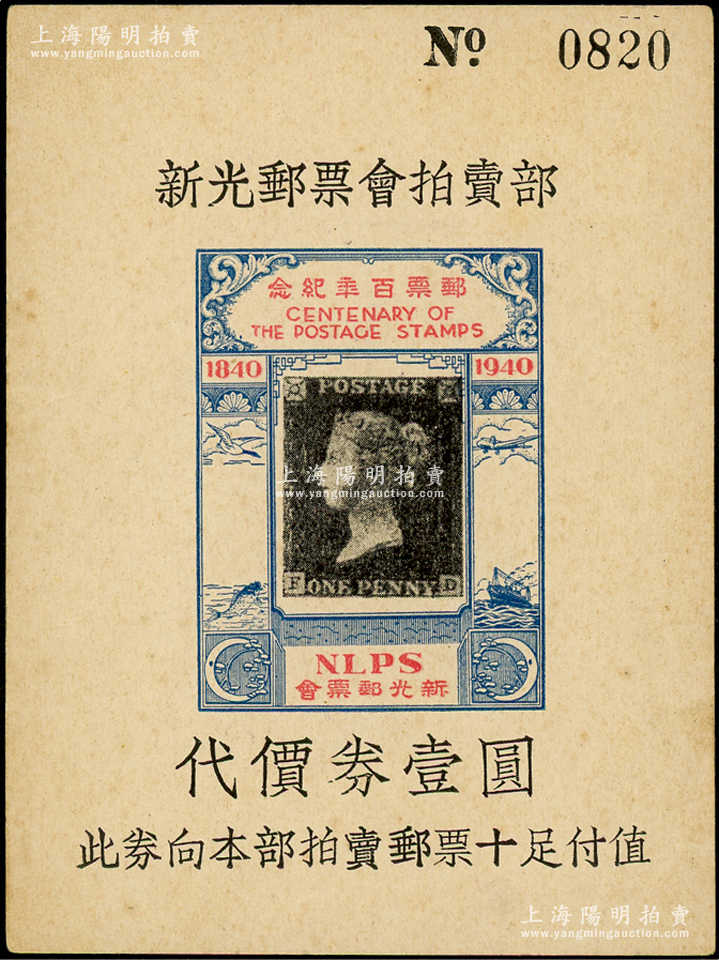 上海陽明拍賣
www.yangmingauction.com
№ 0820
新光郵票會拍賣部
念紀年百票郵
CENTENARY OF
THE POSTAGE STAMPS
1840 1940
POSTAGE
上海陽明拍賣
www.yangmingauction.com
F ONE PENNY D
NLPS
會票郵光新
代價券壹圓
此券向本部拍賣郵票十足付值
上海陽明拍賣
www.yangmingauction.com